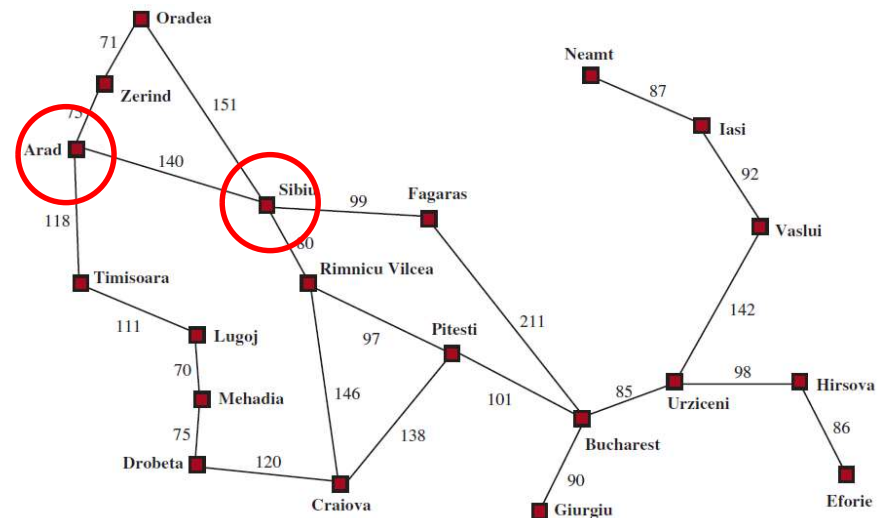 Oradea
71
Neamt
87
Zerind
151
75
Iasi
Arad
140
92
Sibiu
99
Fagaras
118
80
Vaslui
Timisoara
Rimnicu Vilcea
111
Lugoj
97
Pitesti
211
142
70
98
Mehadia
146
101
85
Urziceni
Hirsova
75
138
Bucharest
86
Drobeta
120
90
Craiova
Giurgiu
Eforie